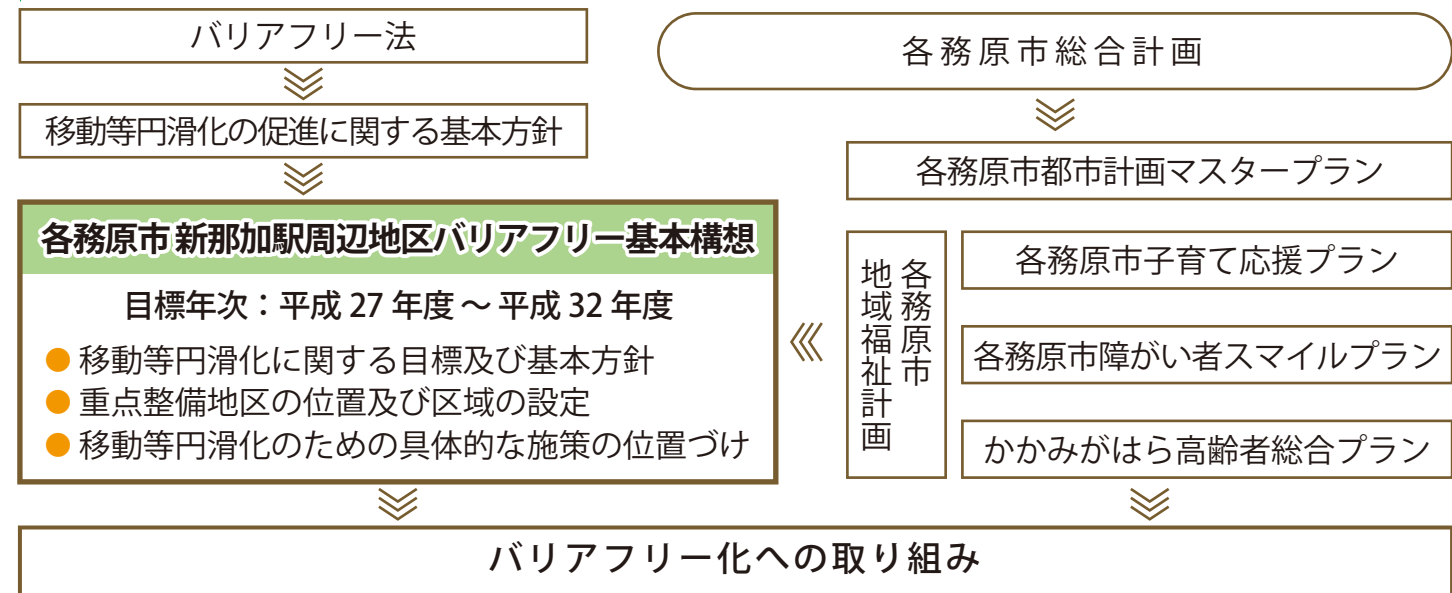 バリアフリー法
移動等円滑化の促進に関する基本方針
各務原市 新那加駅周辺地区バリアフリー基本構想
目標年次：平成 27 年度 ～ 平成 32 年度
● 移動等円滑化に関する目標及び基本方針
● 重点整備地区の位置及び区域の設定
● 移動等円滑化のための具体的な施策の位置づけ
各務原市総合計画
各務原市都市計画マスタープラン
各務原市
地域福祉計画
各務原市子育て応援プラン
各務原市障がい者スマイルプラン
かかみがはら高齢者総合プラン
バリアフリー化への取り組み